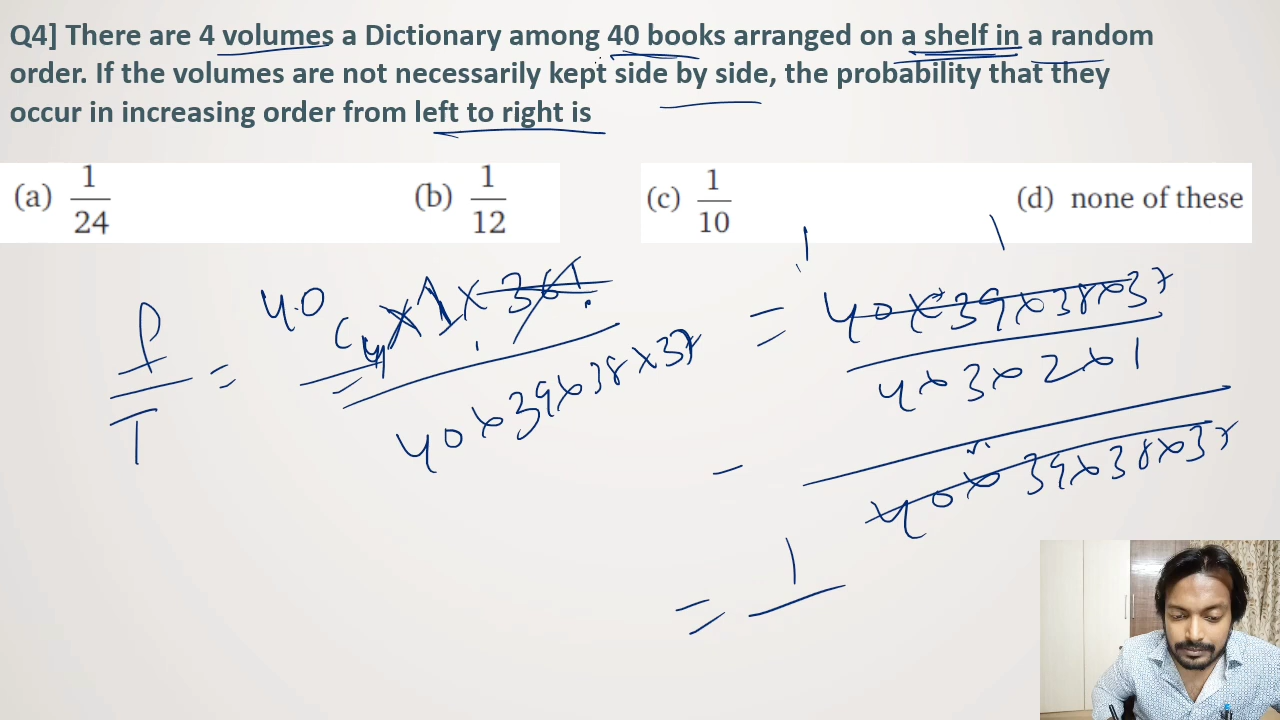 Q4] There are 4 volumes a Dictionary among 40 books arranged on a shelf in a random
order. If the volumes are not necessarily kept side by side, the probability that they
occur in increasing order from left to right is
(a) 1/24 (b) 1/12 (c) 1/10 (d) none of these
P/T = 40C4 × 1 × 36! / 40×39×38×37 = 40×39×38×37 / 4×3×2×1
40×39×38×37
= 1